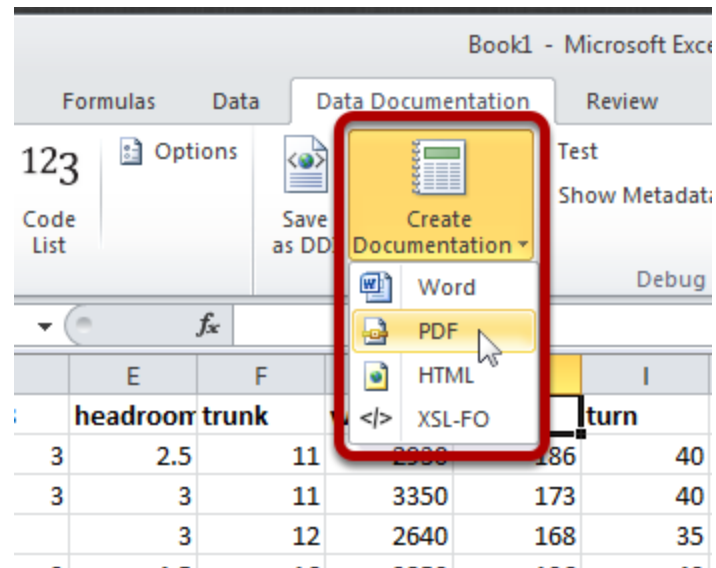 Book1 - Microsoft Exce
Formulas Data Data Documentation Review
123 Options Test
Show Metadata
Code Save Create
List as DD Documentation
Debug
Word
fx PDF
HTML
E F I
XSL-FO
headroom trunk turn
3 2.5 11 2930 186 40
3 3 11 3350 173 40
3 12 2640 168 35